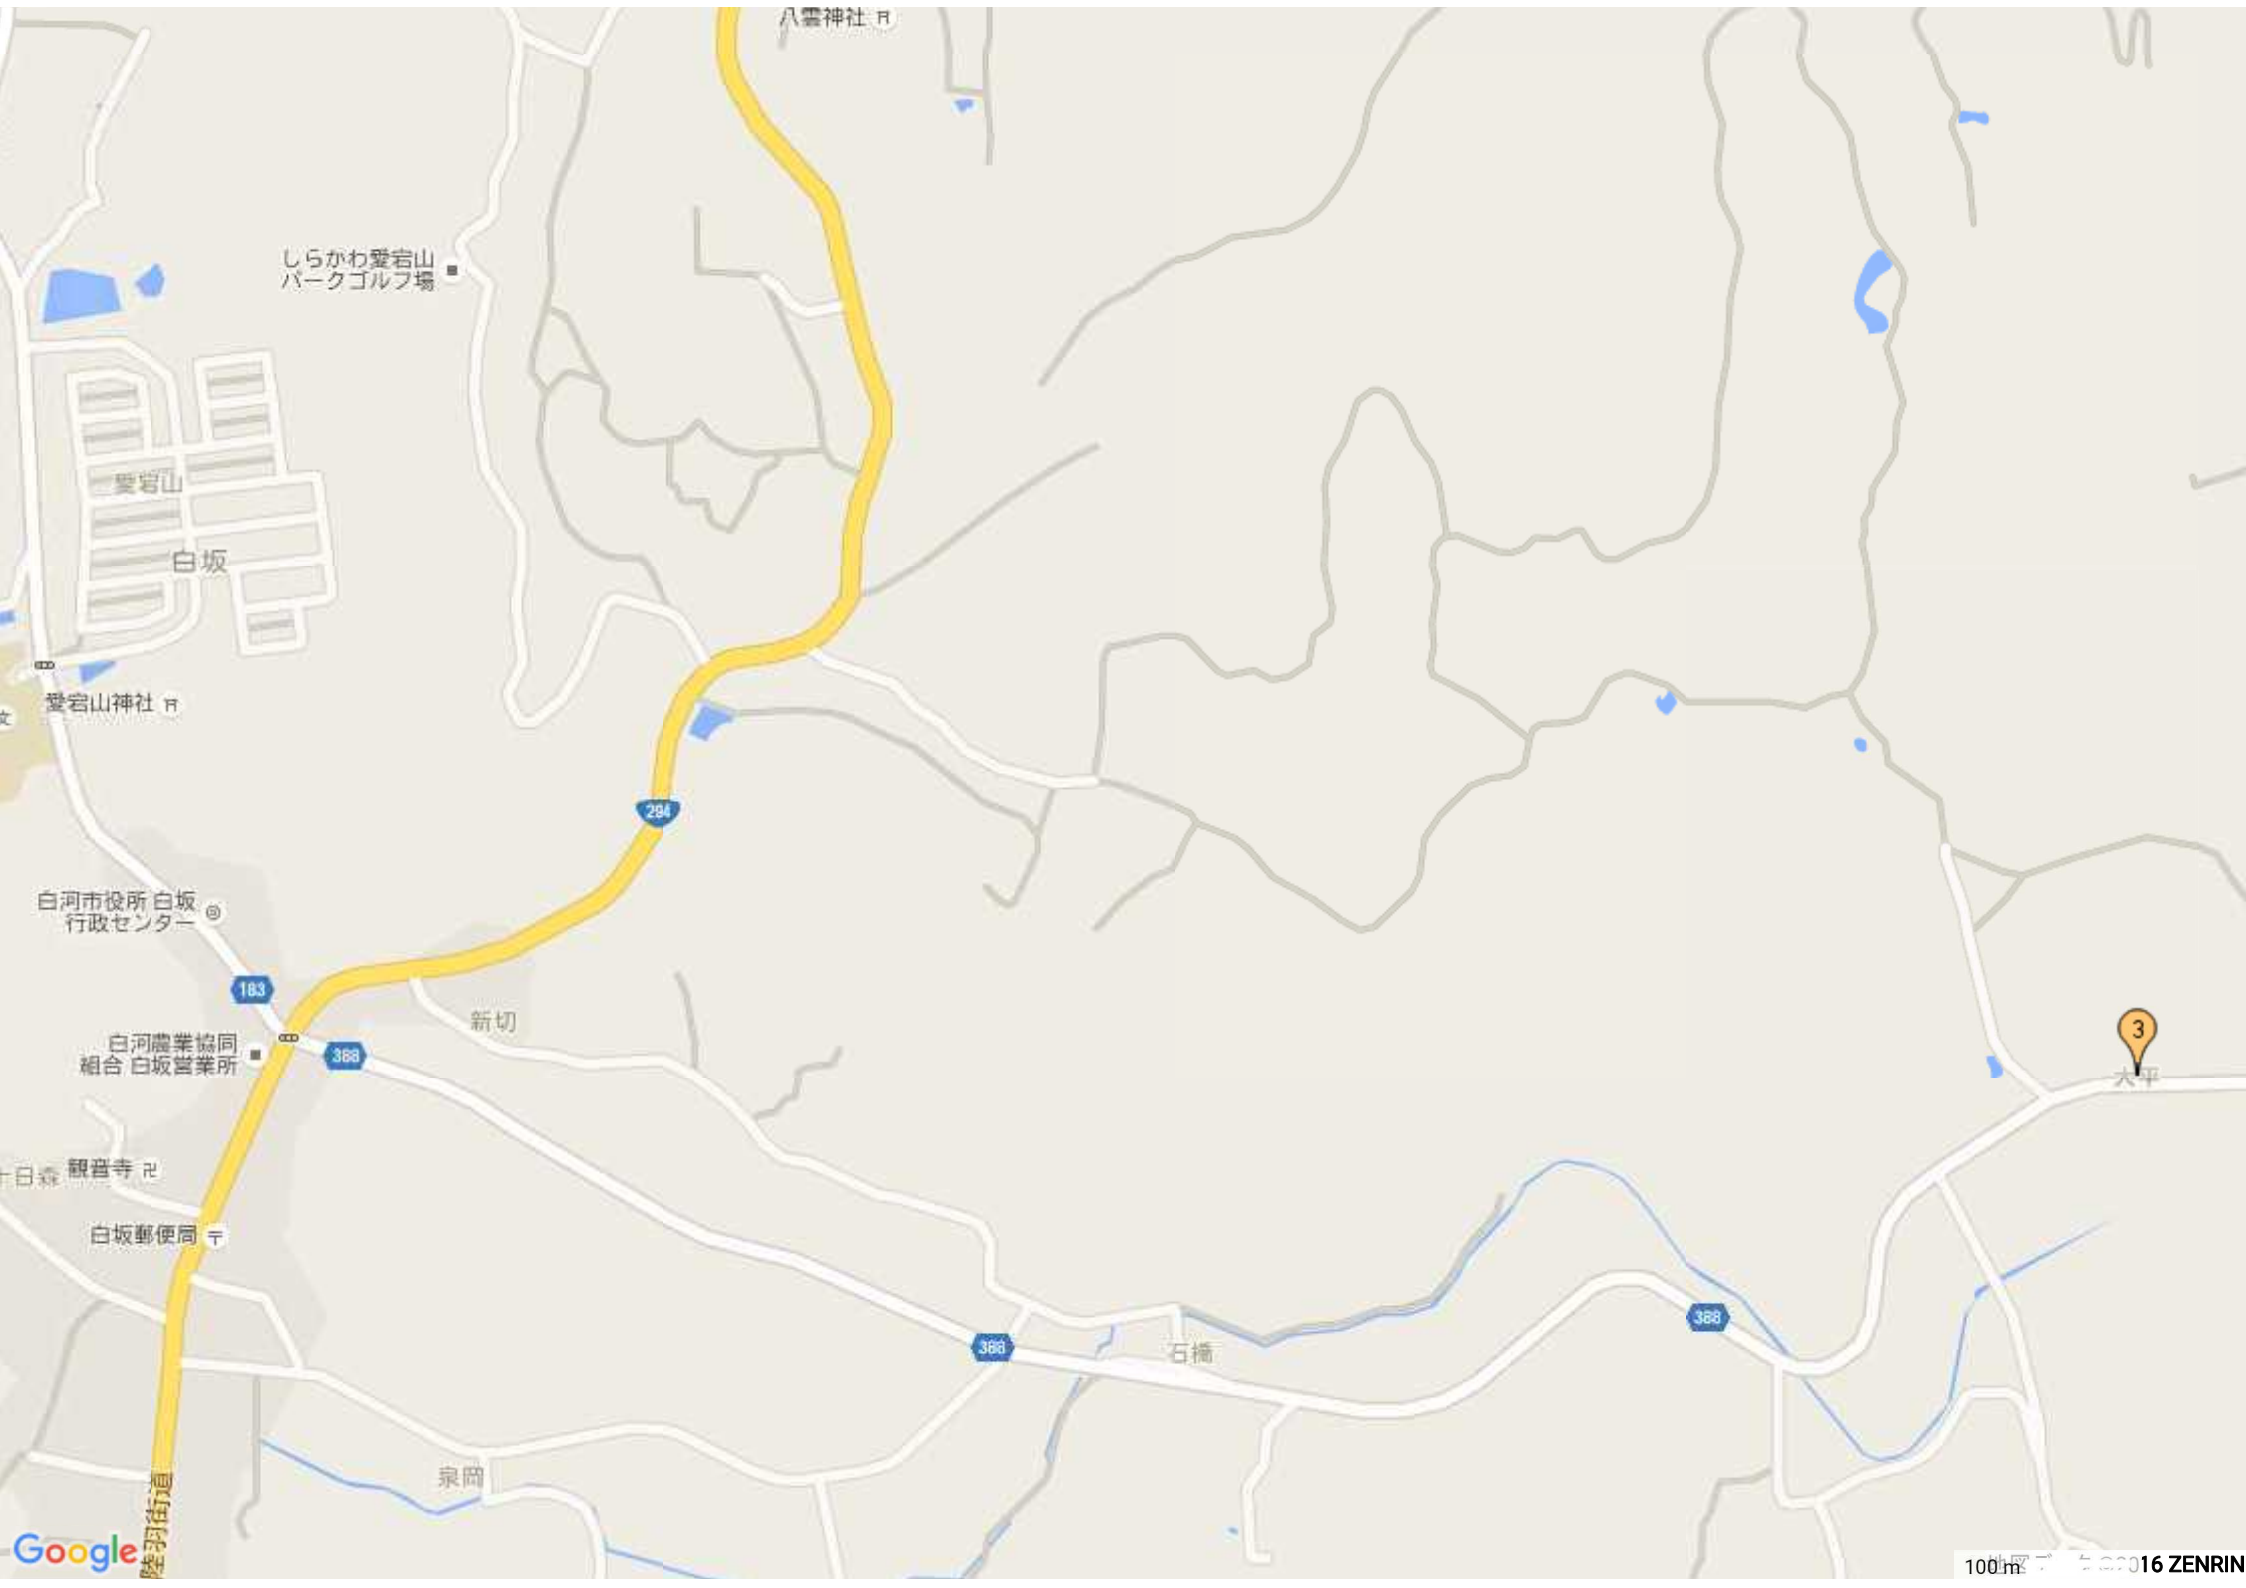 八雲神社
しらかわ愛宕山
パークゴルフ場
愛宕山
白坂
愛宕山神社
文
294
白河市役所 白坂
行政センター
183
新切
白河農業協同
組合 白坂営業所
388
3
大平
十日森
観音寺
白坂郵便局
388
388
石橋
泉岡
陸羽街道
Google
100 m
16 ZENRIN